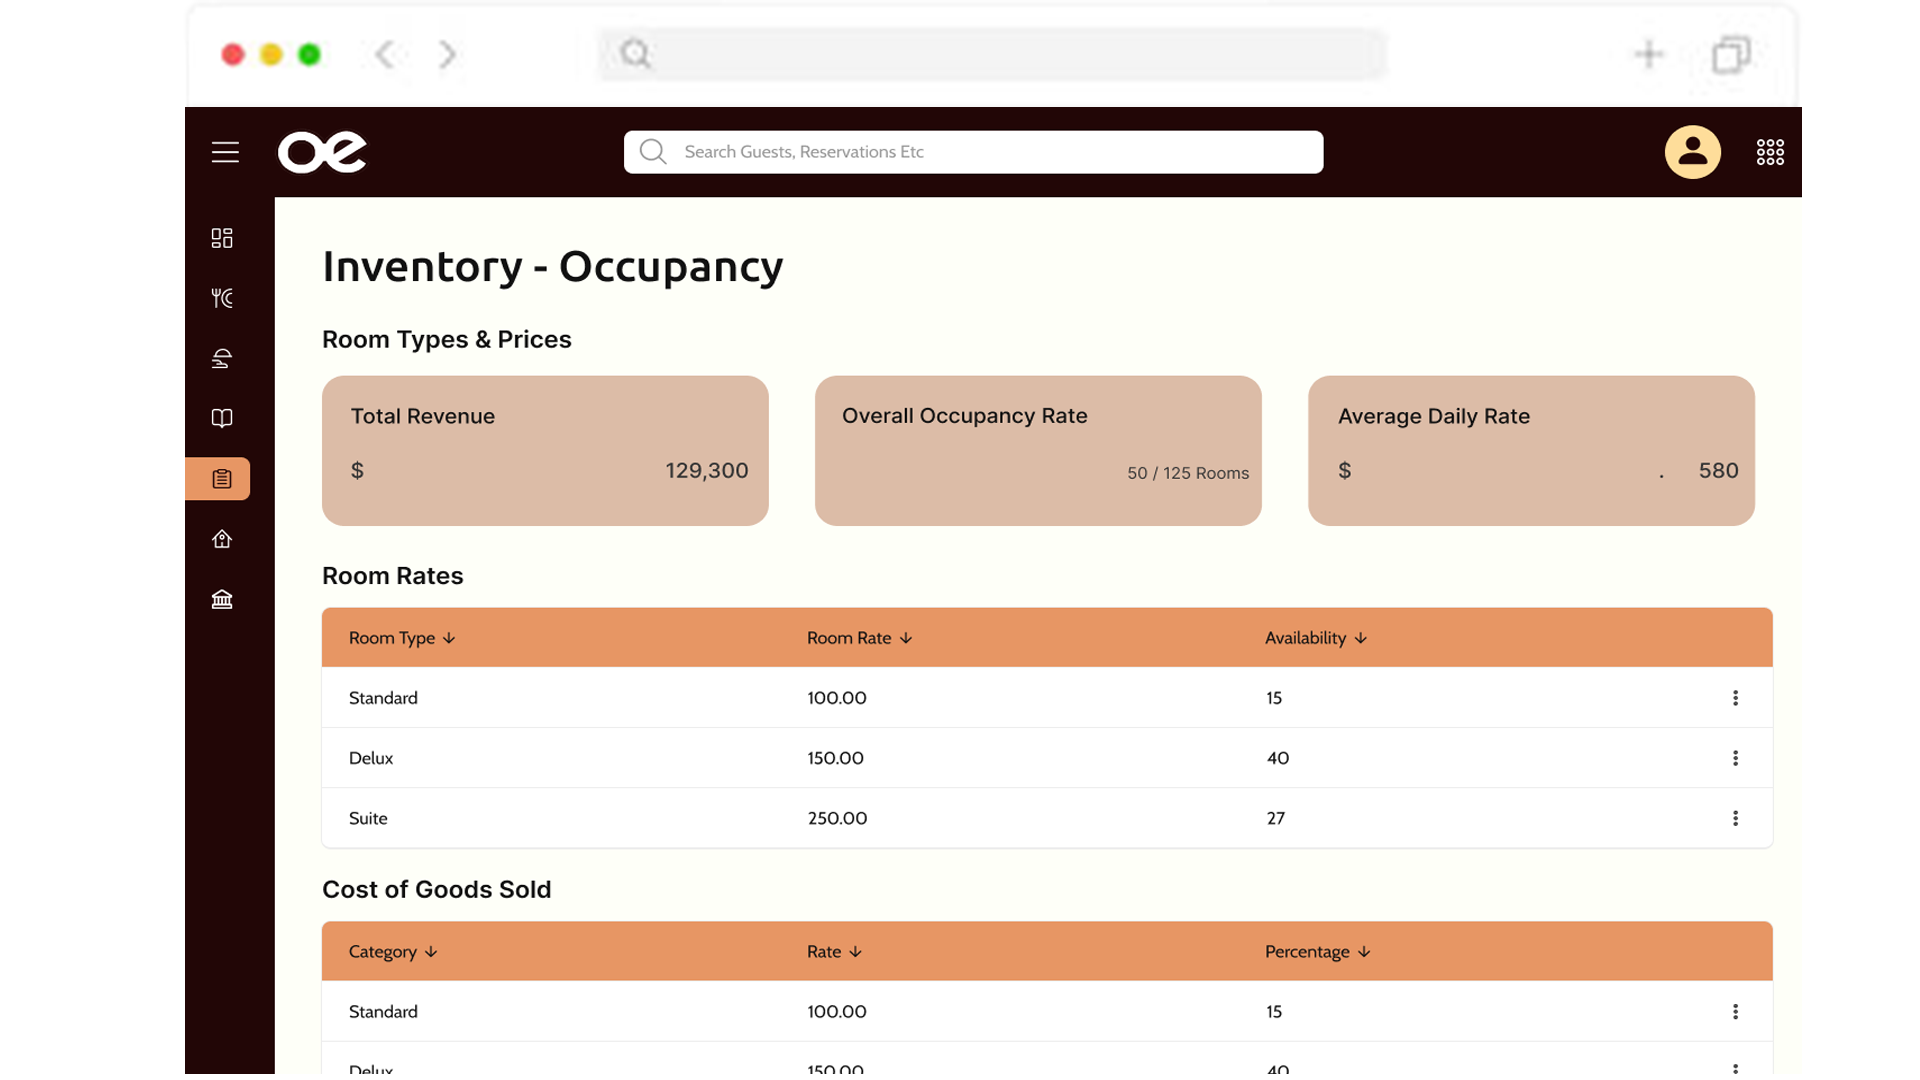 oe
Search Guests, Reservations Etc
Inventory - Occupancy
Room Types & Prices
Total Revenue
$ 129,300
Overall Occupancy Rate
50 / 125 Rooms
Average Daily Rate
$ . 580
Room Rates
Room Type ↓ Room Rate ↓ Availability ↓
Standard 100.00 15
Delux 150.00 40
Suite 250.00 27
Cost of Goods Sold
Category ↓ Rate ↓ Percentage ↓
Standard 100.00 15
Delux 150.00 40